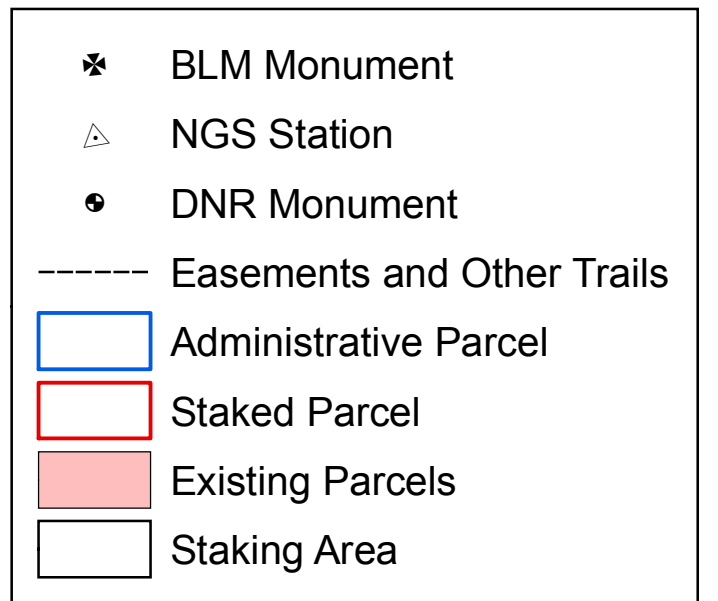 BLM Monument
NGS Station
DNR Monument
Easements and Other Trails
Administrative Parcel
Staked Parcel
Existing Parcels
Staking Area